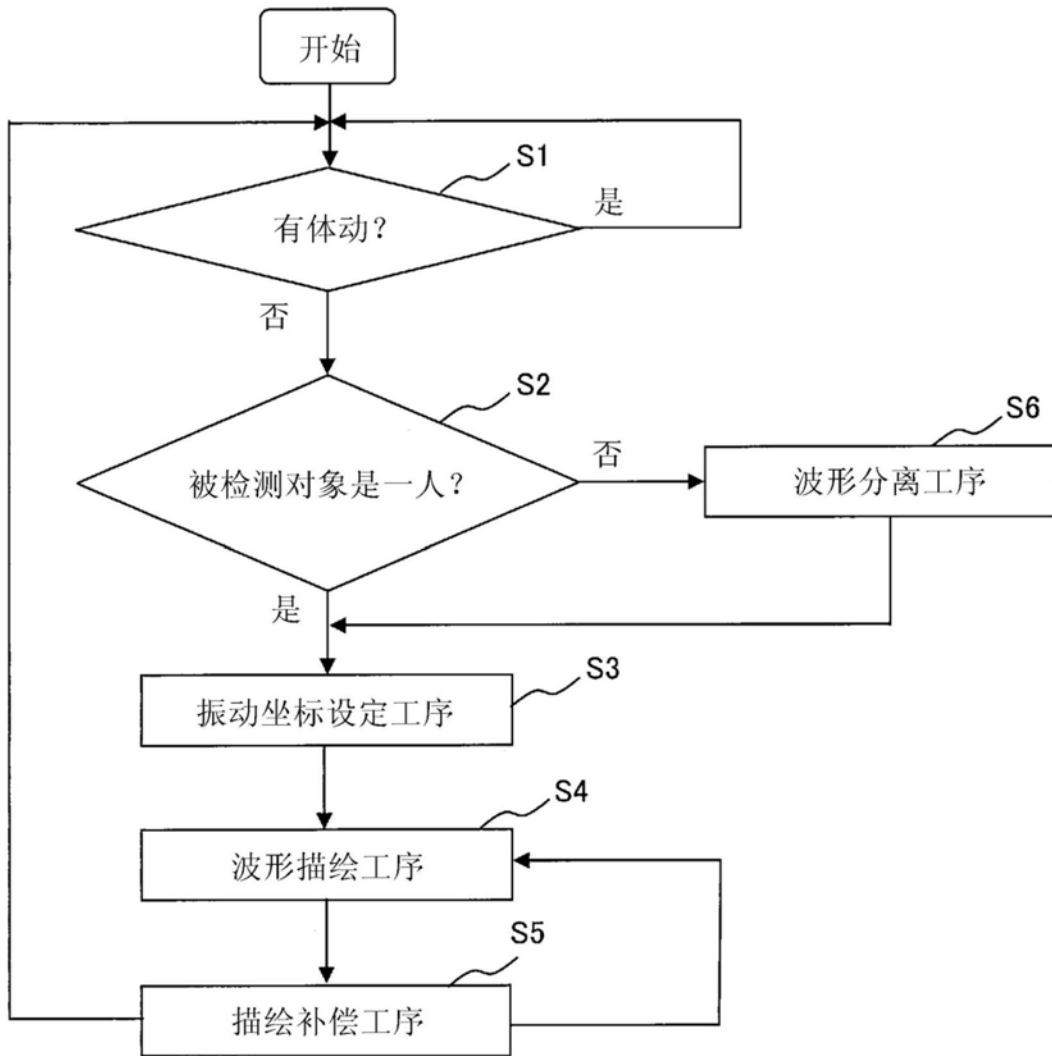 开始
S1
有体动?
是
否
S2
被检测对象是一人?
否
S6
波形分离工序
是
S3
振动坐标设定工序
S4
波形描绘工序
S5
描绘补偿工序